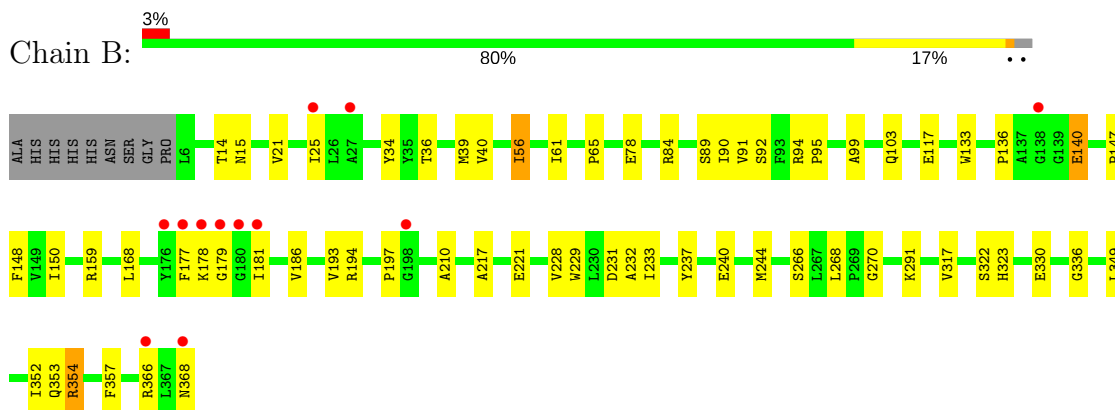 3%
Chain B:
80% 17% ..
ALA HIS HIS HIS HIS ASN SER GLY PRO L6 T14 N15 V21 I25 L26 A27 Y34 Y35 T36 M39 V40 I56 I61 P65 E78 R84 S89 I90 V91 S92 F93 R94 P95 A99 Q103 E117 W133 P136 A137 G138 G139 E140
F148 V149 I150 R159 L168 Y176 F177 K178 G179 G180 I181 V186 V193 R194 P197 G198 A210 A217 E221 V228 W229 L230 D231 A232 I233 Y237 E240 M244 S266 L267 L268 P269 G270 K291 V317 S322 H323 E330 G336
I352 Q353 R354 F357 R366 L367 N368